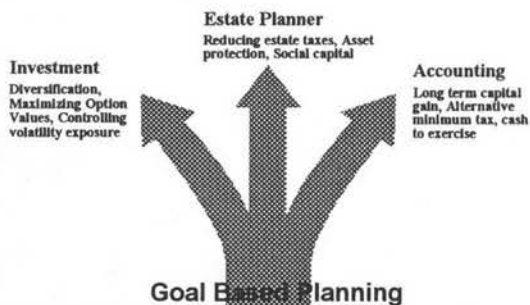 Estate Planner
Reducing estate taxes, Asset
protection, Social capital
Investment
Diversification,
Maximizing Option
Values, Controlling
volatility exposure
Accounting
Long term capital
gain, Alternative
minimum tax, cash
to exercise
Goal Based Planning